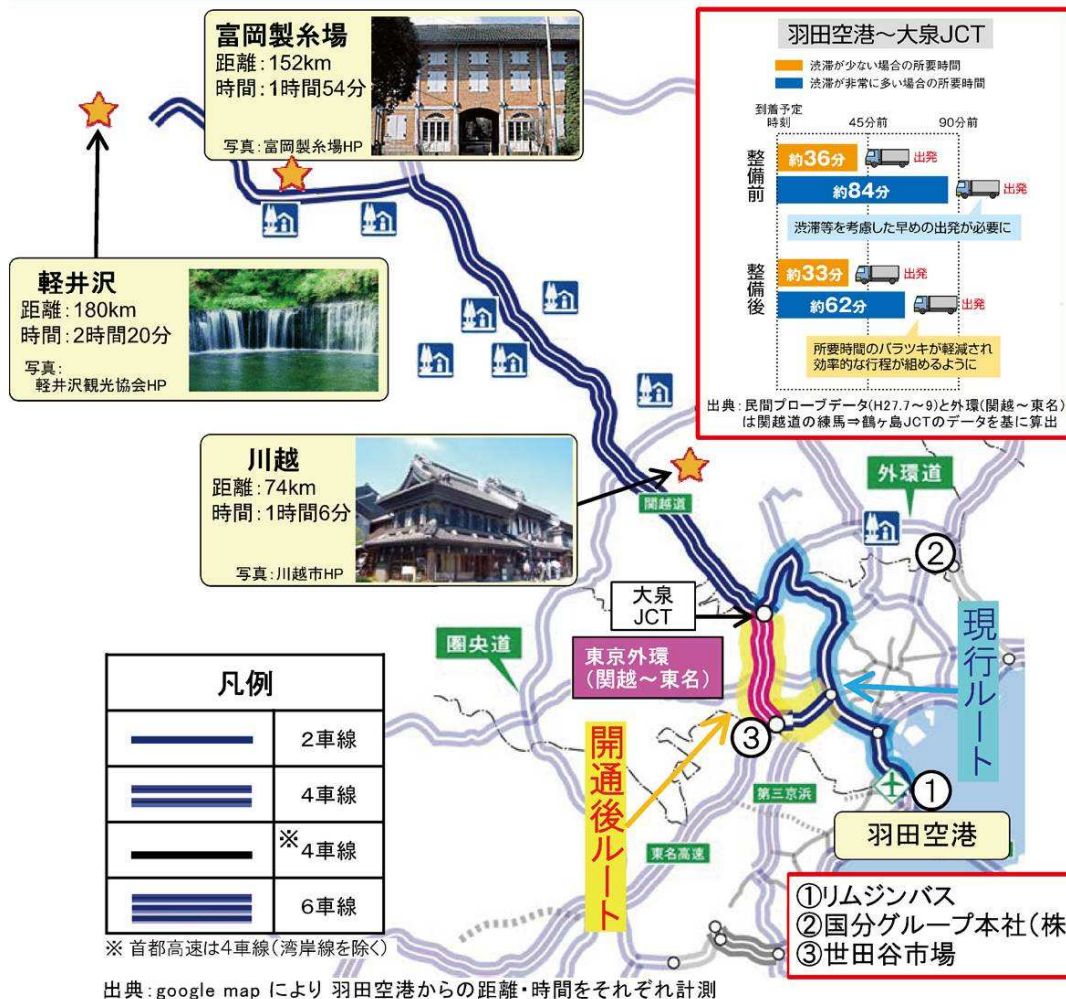 富岡製糸場
距離:152km
時間:1時間54分
写真:富岡製糸場HP
軽井沢
距離:180km
時間:2時間20分
写真:
軽井沢観光協会HP
川越
距離:74km
時間:1時間6分
写真:川越市HP
羽田空港～大泉JCT
渋滞が少ない場合の所要時間
渋滞が非常に多い場合の所要時間
到着予定
時刻
45分前
90分前
整備前
約36分
出発
約84分
出発
渋滞等を考慮した早めの出発が必要に
整備後
約33分
出発
約62分
出発
所要時間のバラツキが軽減され
効率的な行程が組めるように
出典:民間プローブデータ(H27.7～9)と外環(関越～東名)
は関越道の練馬⇒鶴ヶ島JCTのデータを基に算出
関越道
外環道
②
大泉
JCT
圏央道
東京外環
(関越～東名)
現行ルート
③
開通後ルート
第三京浜
東名高速
①
羽田空港
凡例
2車線
4車線
※4車線
6車線
※ 首都高速は4車線(湾岸線を除く)
①リムジンバス
②国分グループ本社(株
③世田谷市場
出典:google map により 羽田空港からの距離・時間をそれぞれ計測